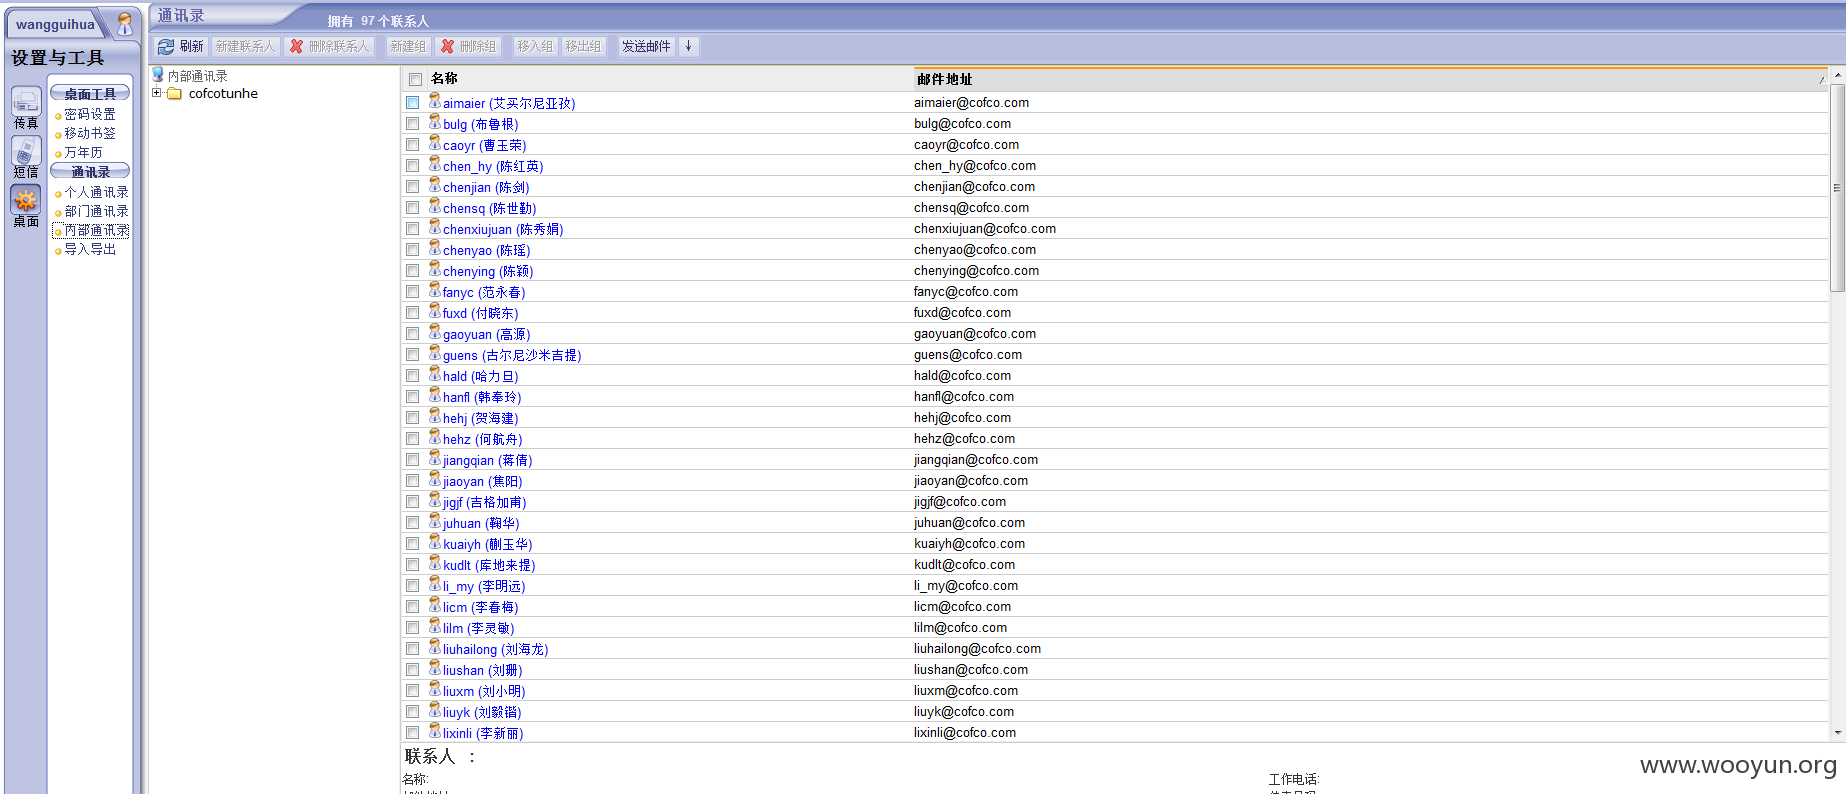 wangguihua
通讯录
拥有 97 个联系人
设置与工具
刷新 新建联系人 删除联系人 新建组 删除组 移入组 移出组 发送邮件 ↓
传真
短信
桌面
桌面工具
密码设置
移动书签
万年历
通讯录
个人通讯录
部门通讯录
内部通讯录
导入导出
内部通讯录
cofcotunhe
名称 邮件地址
aimaier (艾买尔尼亚孜) aimaier@cofco.com
bulg (布鲁根) bulg@cofco.com
caoyr (曹玉荣) caoyr@cofco.com
chen_hy (陈红英) chen_hy@cofco.com
chenjian (陈剑) chenjian@cofco.com
chensq (陈世勤) chensq@cofco.com
chenxiujuan (陈秀娟) chenxiujuan@cofco.com
chenyao (陈瑶) chenyao@cofco.com
chenying (陈颖) chenying@cofco.com
fanyc (范永春) fanyc@cofco.com
fuxd (付晓东) fuxd@cofco.com
gaoyuan (高源) gaoyuan@cofco.com
guens (古尔尼沙米吉提) guens@cofco.com
hald (哈力旦) hald@cofco.com
hanfl (韩奉玲) hanfl@cofco.com
hehj (贺海建) hehj@cofco.com
hehz (何航舟) hehz@cofco.com
jiangqian (蒋倩) jiangqian@cofco.com
jiaoyan (焦阳) jiaoyan@cofco.com
jigjf (吉格加甫) jigjf@cofco.com
juhuan (鞠华) juhuan@cofco.com
kuaiyh (蒯玉华) kuaiyh@cofco.com
kudlt (库地来提) kudlt@cofco.com
li_my (李明远) li_my@cofco.com
licm (李春梅) licm@cofco.com
lilm (李灵敏) lilm@cofco.com
liuhailong (刘海龙) liuhailong@cofco.com
liushan (刘珊) liushan@cofco.com
liuxm (刘小明) liuxm@cofco.com
liuyk (刘毅锴) liuyk@cofco.com
lixinli (李新丽) lixinli@cofco.com
联系人 ：
名称: 工作电话:
www.wooyun.org